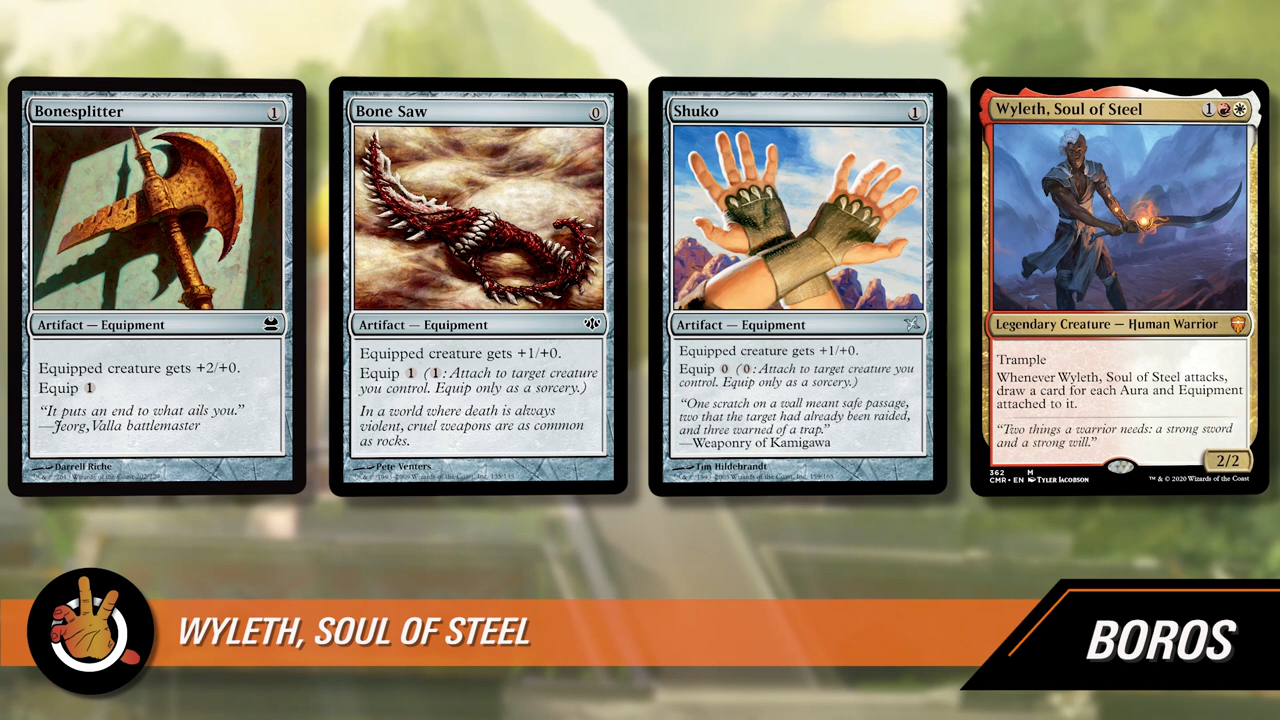 Bonesplitter 1
Artifact — Equipment
Equipped creature gets +2/+0.
Equip 1
“It puts an end to what ails you.”
—Jeorg, Valla battlemaster
Darrell Riche
Bone Saw 0
Artifact — Equipment
Equipped creature gets +1/+0.
Equip 1 (1: Attach to target creature
you control. Equip only as a sorcery.)
In a world where death is always
violent, cruel weapons are as common
as rocks.
Pete Venters
Shuko 1
Artifact — Equipment
Equipped creature gets +1/+0.
Equip 0 (0: Attach to target creature you
control. Equip only as a sorcery.)
“One scratch on a wall meant safe passage,
two that the target had already been raided,
and three warned of a trap.”
—Weaponry of Kamigawa
Tim Hildebrandt
Wyleth, Soul of Steel 1
Legendary Creature — Human Warrior
Trample
Whenever Wyleth, Soul of Steel attacks,
draw a card for each Aura and Equipment
attached to it.
“Two things a warrior needs: a strong sword
and a strong will.”
2/2
362 M
CMR • EN Tyler Jacobson
™ & © 2020 Wizards of the Coast
WYLETH, SOUL OF STEEL
BOROS